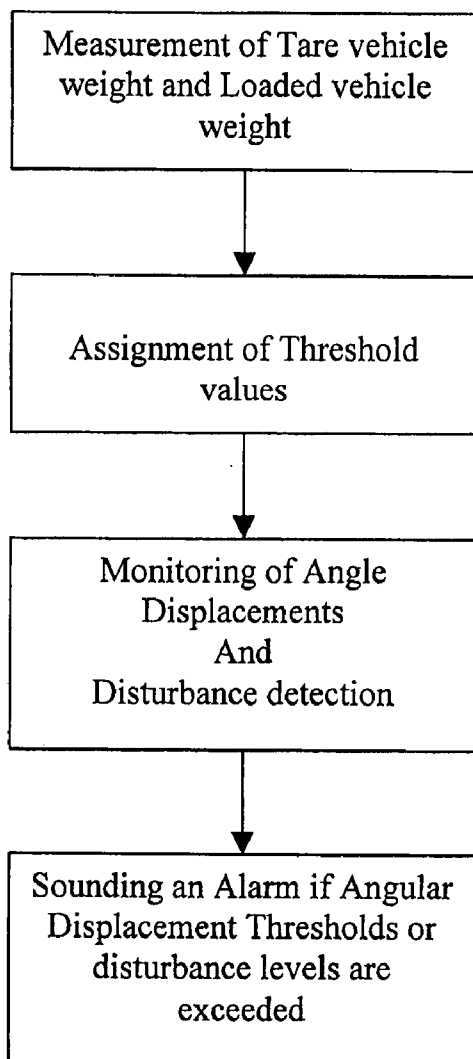 Measurement of Tare vehicle
weight and Loaded vehicle
weight
Assignment of Threshold
values
Monitoring of Angle
Displacements
And
Disturbance detection
Sounding an Alarm if Angular
Displacement Thresholds or
disturbance levels are
exceeded